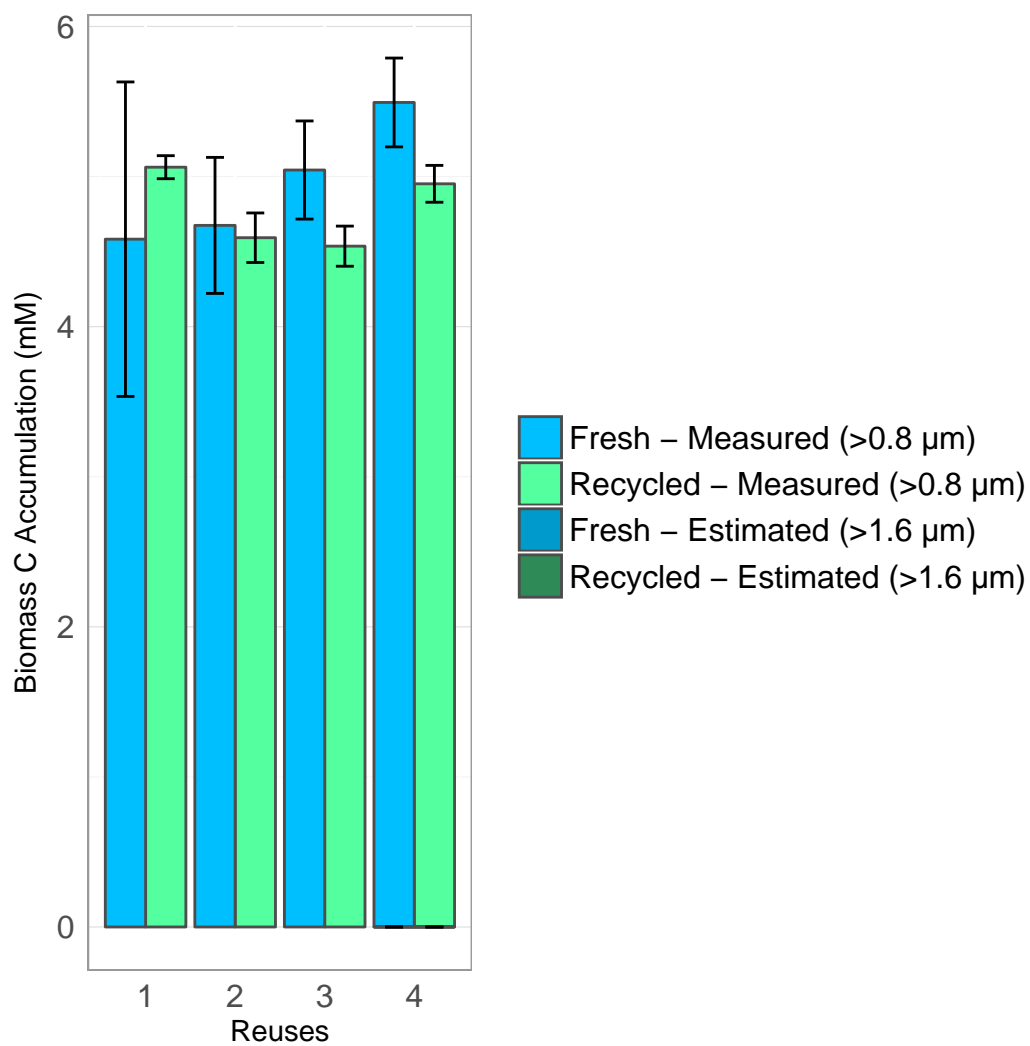 6
4
2
0
Biomass C Accumulation (mM)
1 2 3 4
Reuses
Fresh – Measured (>0.8 µm)
Recycled – Measured (>0.8 µm)
Fresh – Estimated (>1.6 µm)
Recycled – Estimated (>1.6 µm)